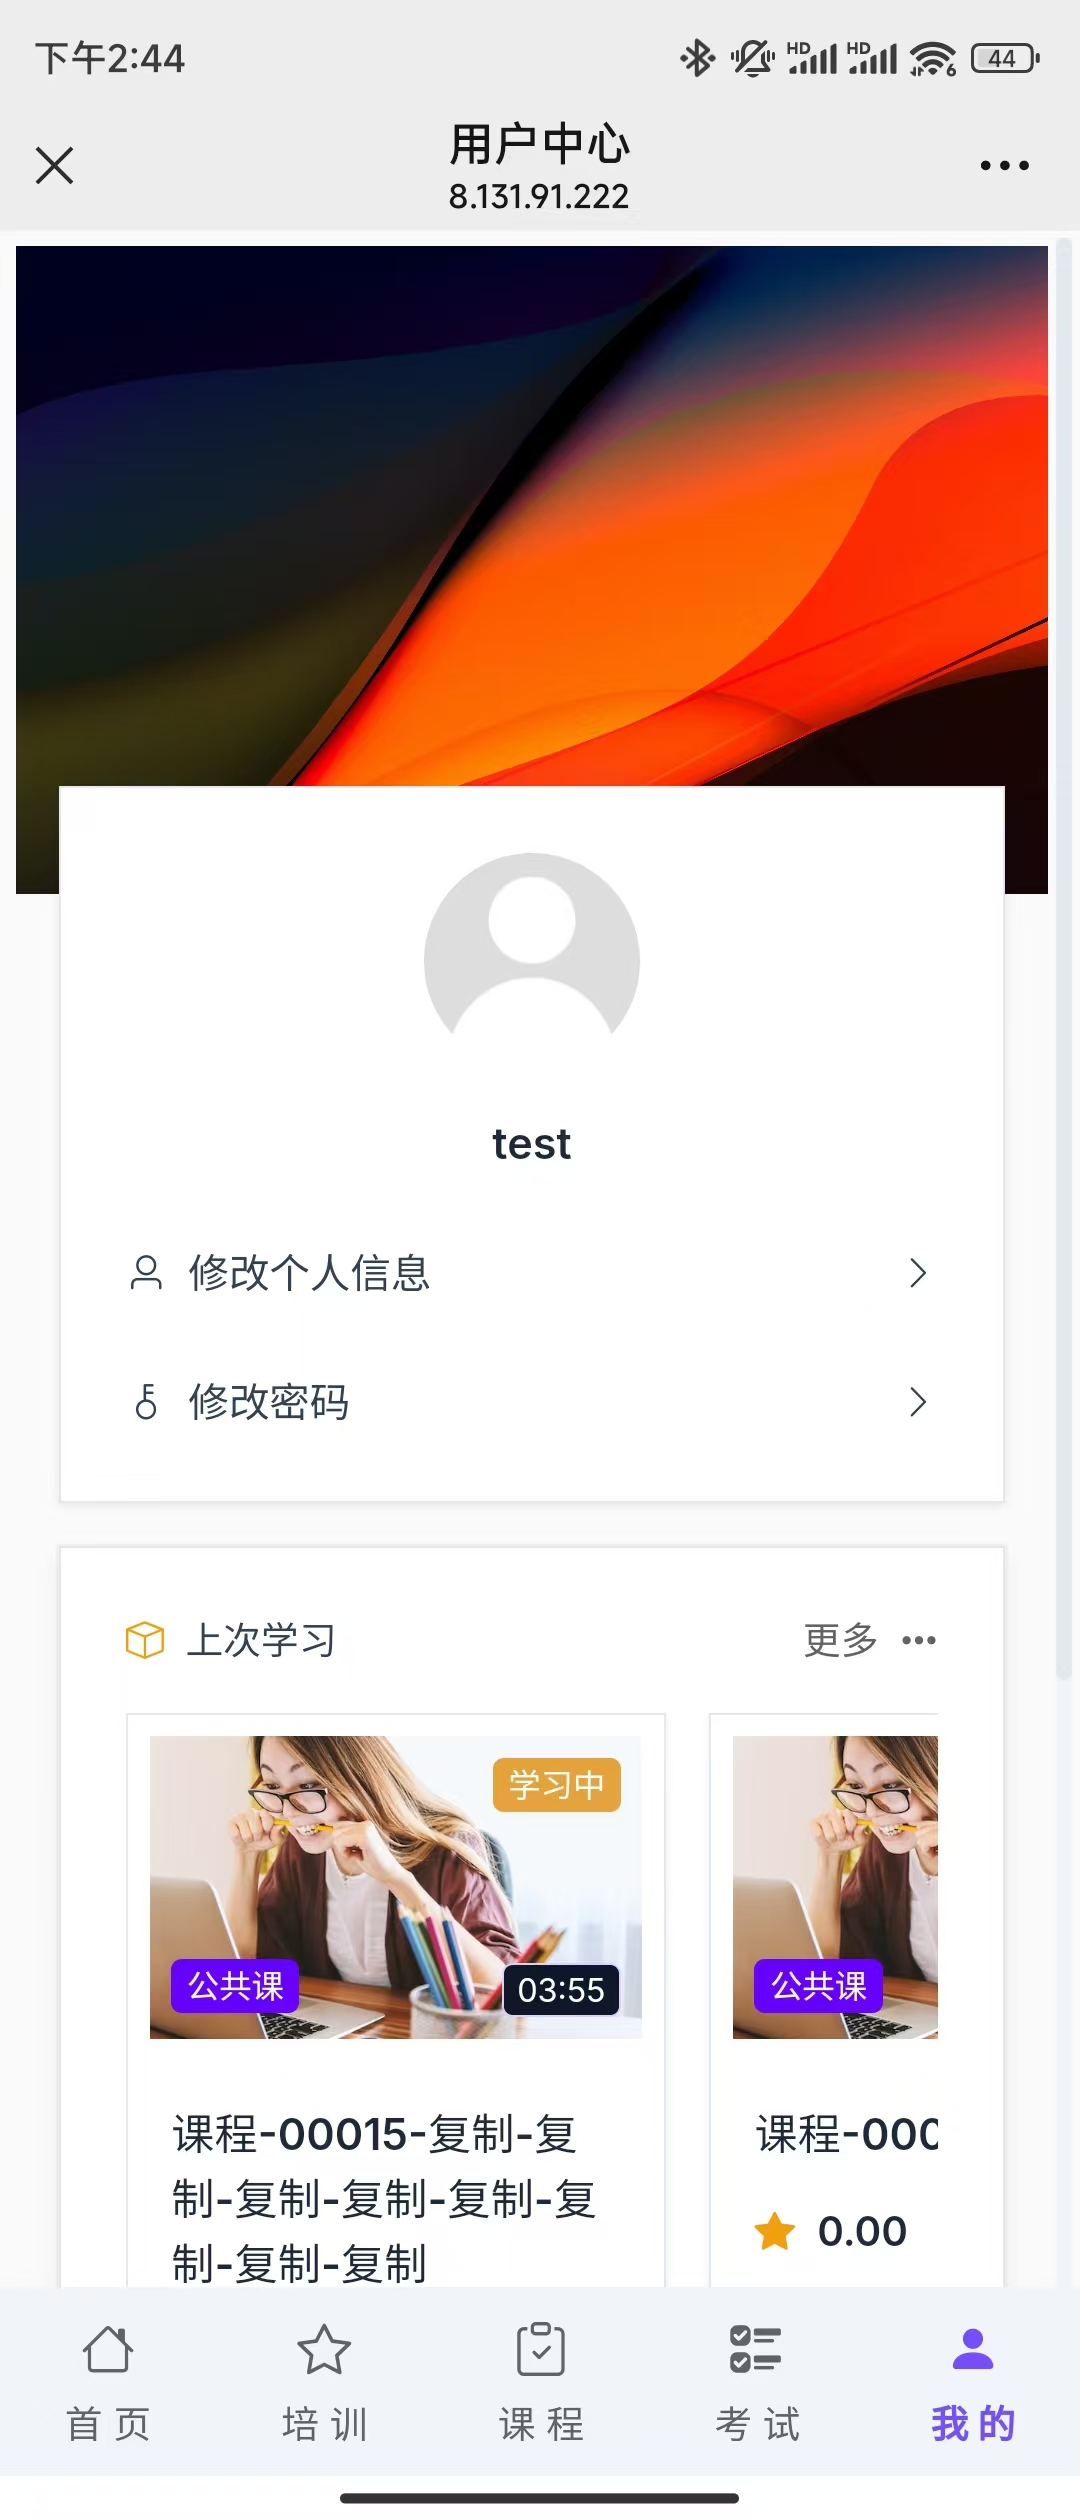 下午2:44
HD HD 6 44
用户中心
8.131.91.222
test
修改个人信息
修改密码
上次学习 更多
学习中
公共课 03:55 公共课
课程-00015-复制-复
制-复制-复制-复制-复
制-复制-复制
课程-000
0.00
首页 培训 课程 考试 我的